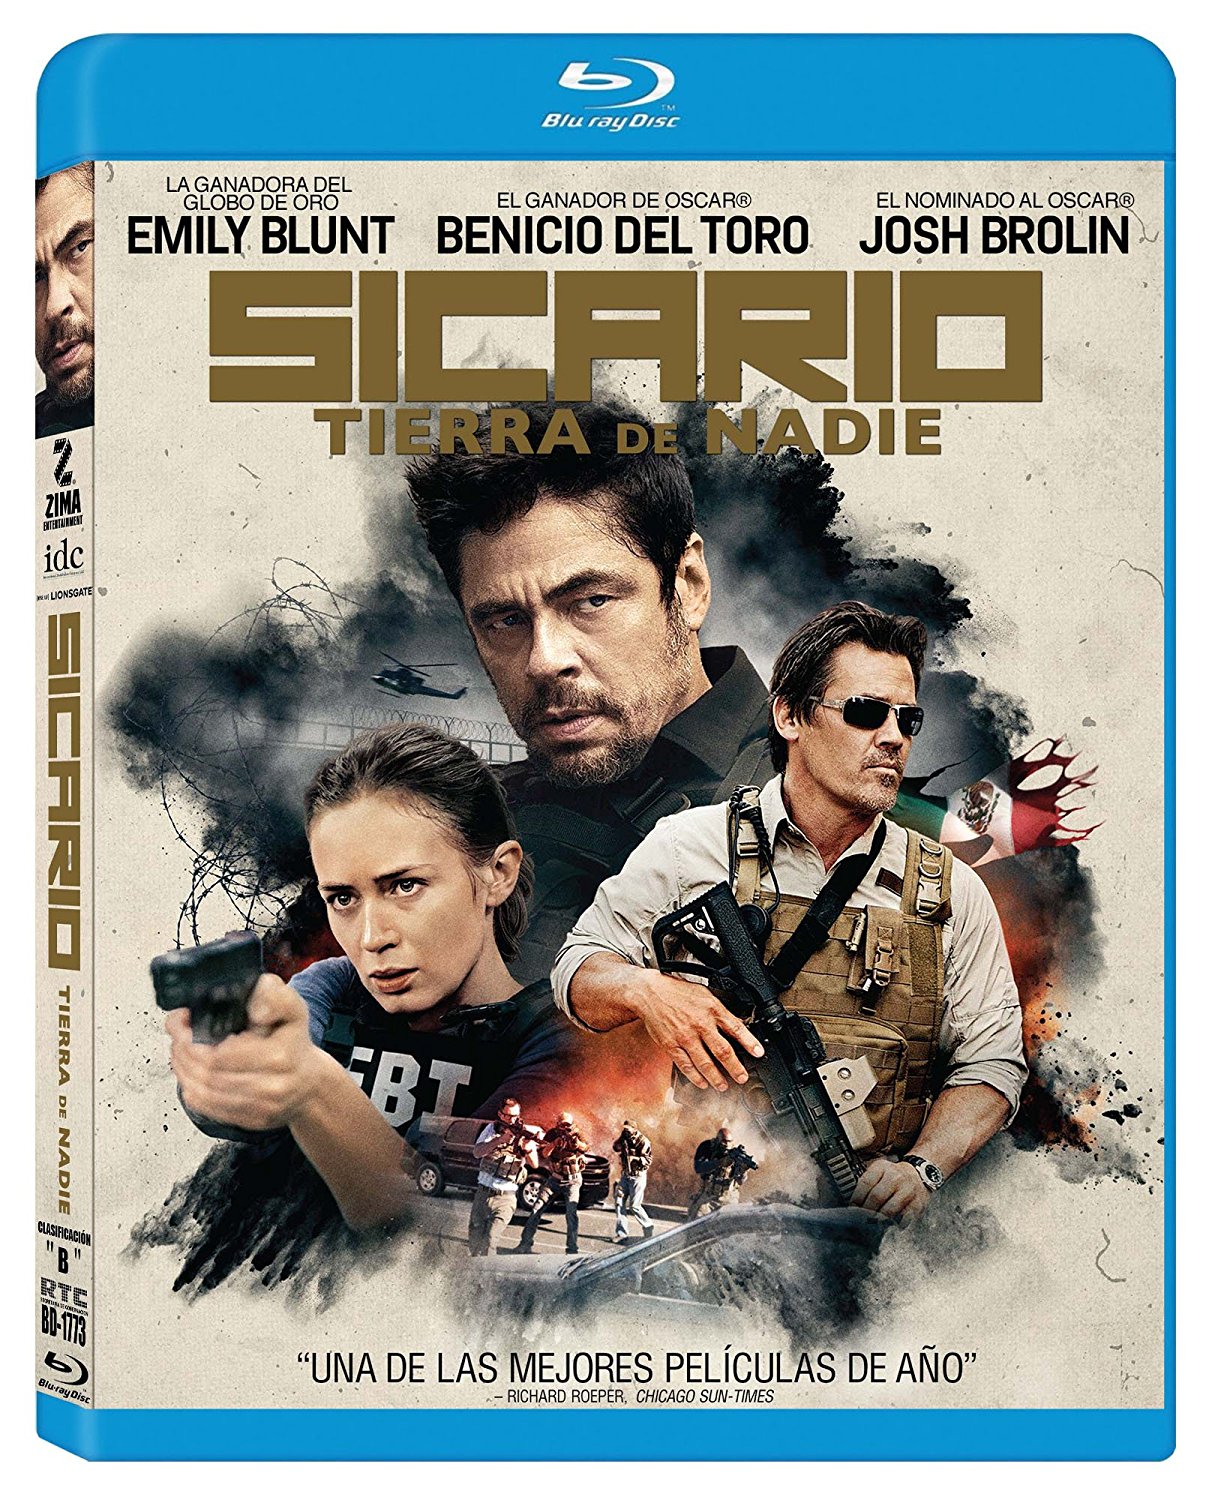 Blu-ray Disc™
LA GANADORA DEL
GLOBO DE ORO
EMILY BLUNT
EL GANADOR DE OSCAR®
BENICIO DEL TORO
EL NOMINADO AL OSCAR®
JOSH BROLIN
SICARIO
TIERRA DE NADIE
FBI
"UNA DE LAS MEJORES PELÍCULAS DE AÑO"
– RICHARD ROEPER, CHICAGO SUN-TIMES
Z
ZIMA
ENTERTAINMENT
idc
LIONSGATE
SICARIO
TIERRA DE NADIE
CLASIFICACIÓN
"B"
RTC
BD-1773
Blu-ray Disc